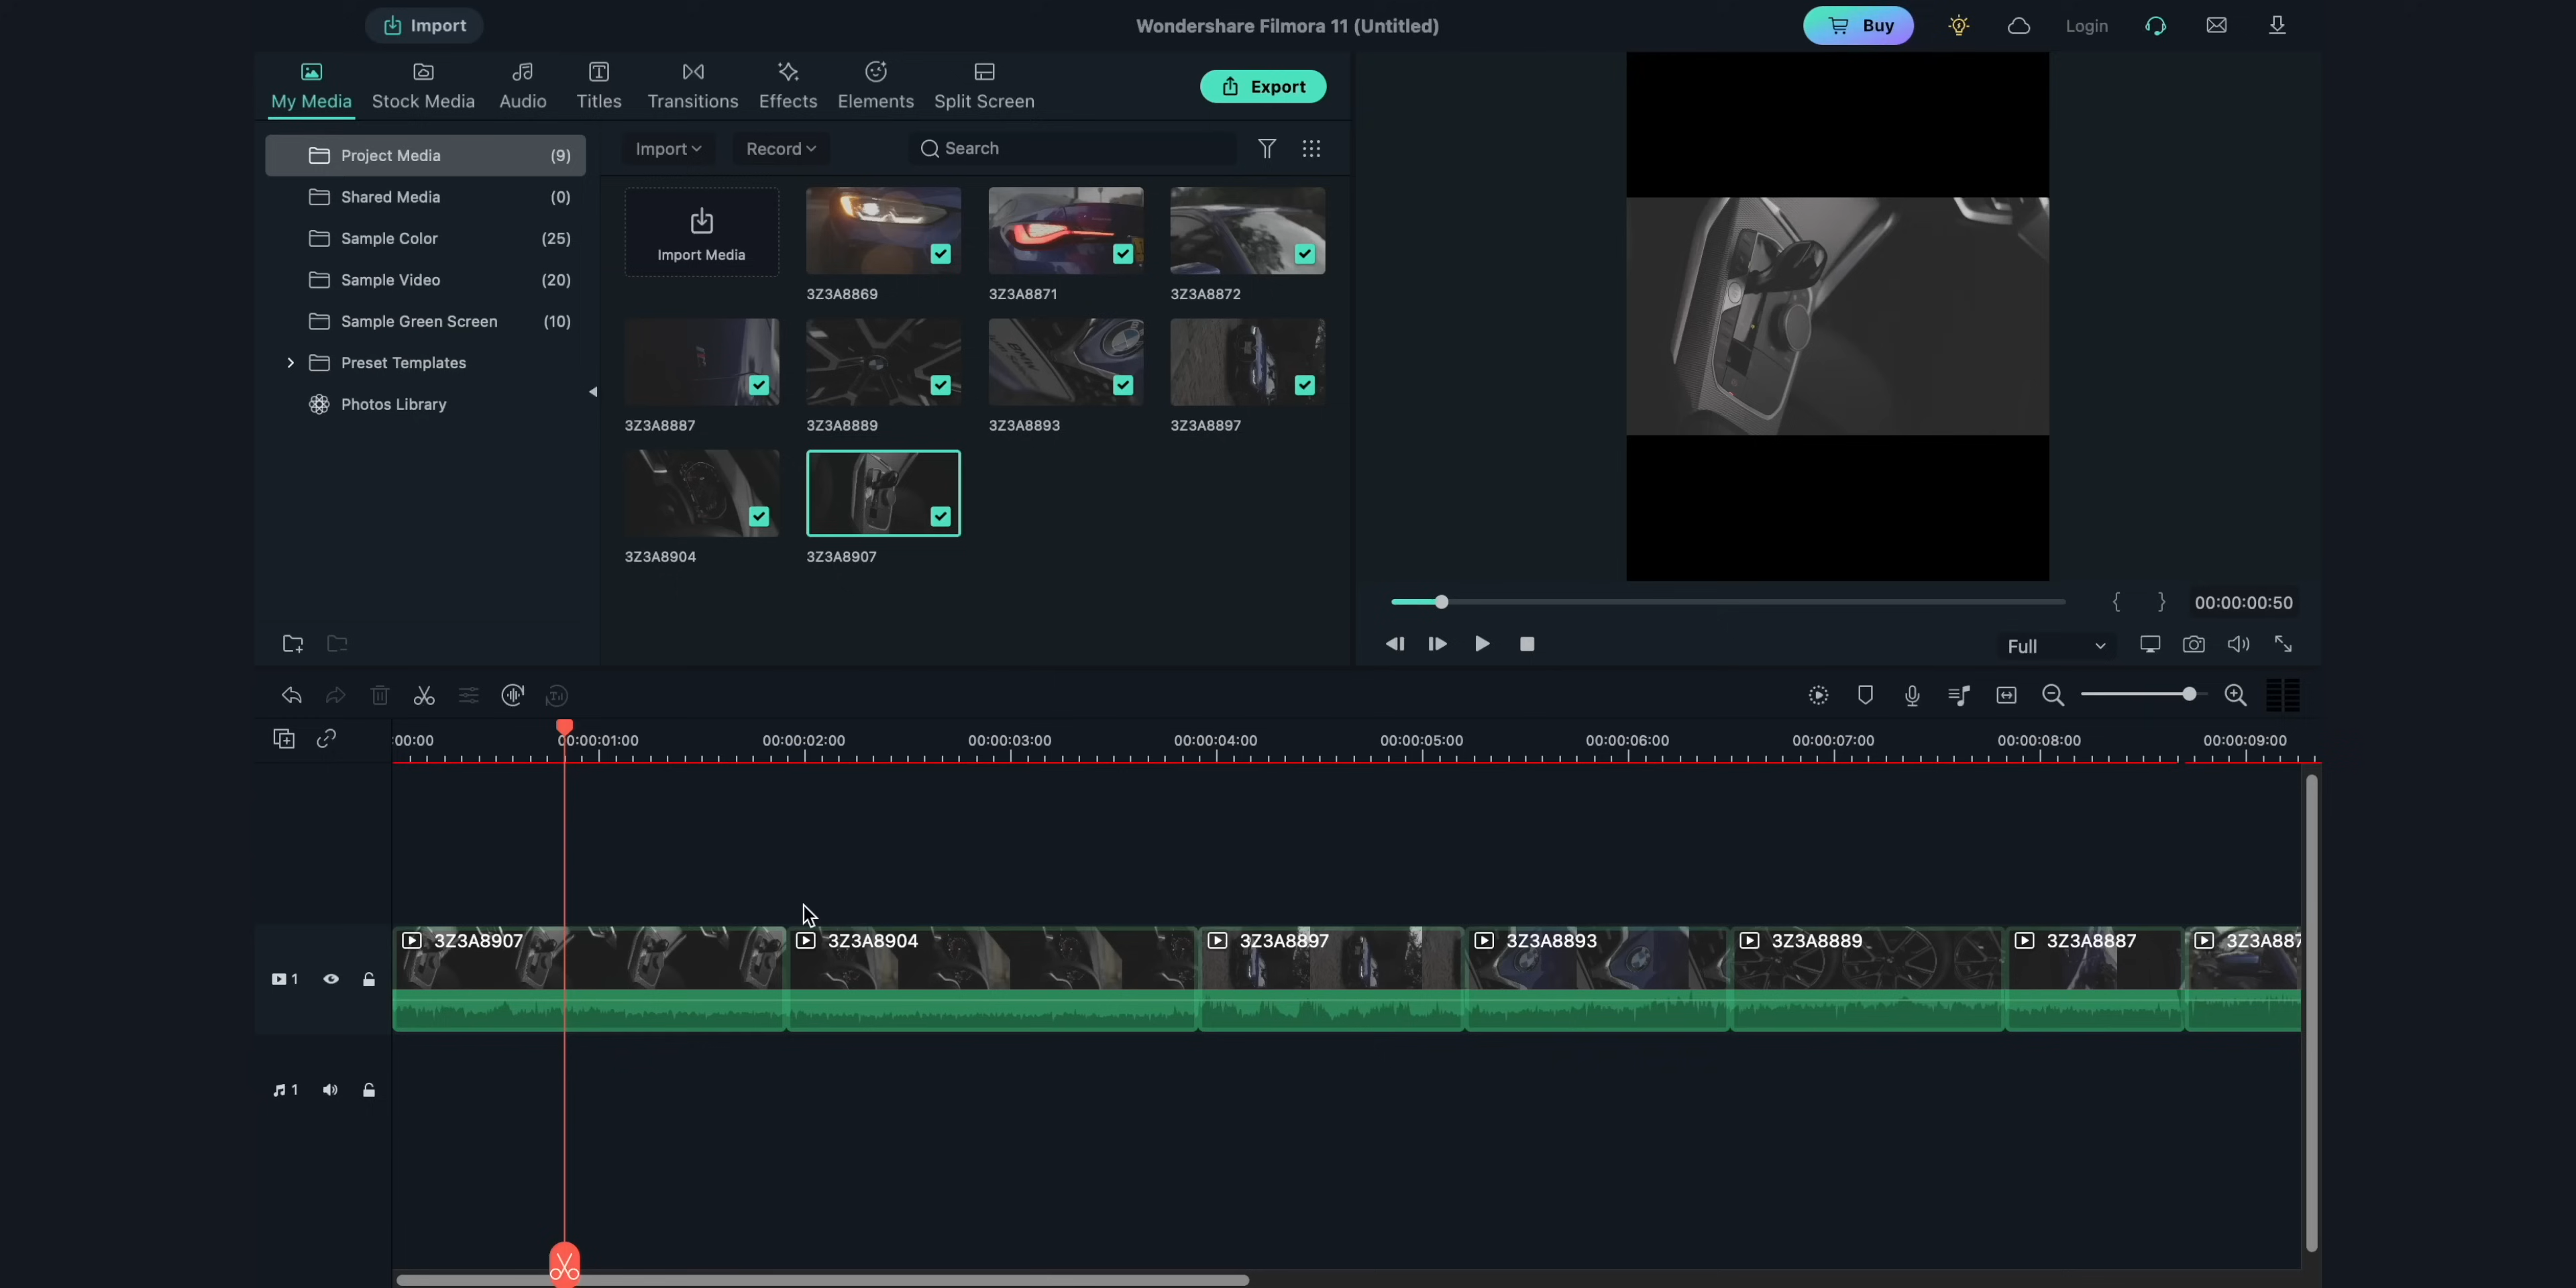 Import
Wondershare Filmora 11 (Untitled)
Buy
Login
My Media
Stock Media
Audio
Titles
Transitions
Effects
Elements
Split Screen
Export
Project Media (9)
Shared Media (0)
Sample Color (25)
Sample Video (20)
Sample Green Screen (10)
Preset Templates
Photos Library
Import
Record
Search
Import Media
3Z3A8869
3Z3A8871
3Z3A8872
3Z3A8887
3Z3A8889
3Z3A8893
3Z3A8897
3Z3A8904
3Z3A8907
{ } 00:00:00:50
Full
:00:00
00:00:01:00
00:00:02:00
00:00:03:00
00:00:04:00
00:00:05:00
00:00:06:00
00:00:07:00
00:00:08:00
00:00:09:00
3Z3A8907
3Z3A8904
3Z3A8897
3Z3A8893
3Z3A8889
3Z3A8887
3Z3A887
1
1